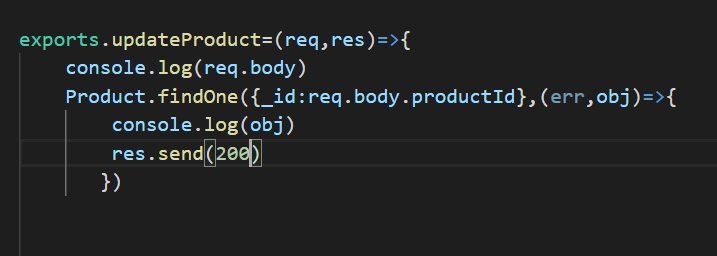 exports.updateProduct=(req,res)=>{
console.log(req.body)
Product.findOne({_id:req.body.productId},(err,obj)=>{
console.log(obj)
res.send(200)
})